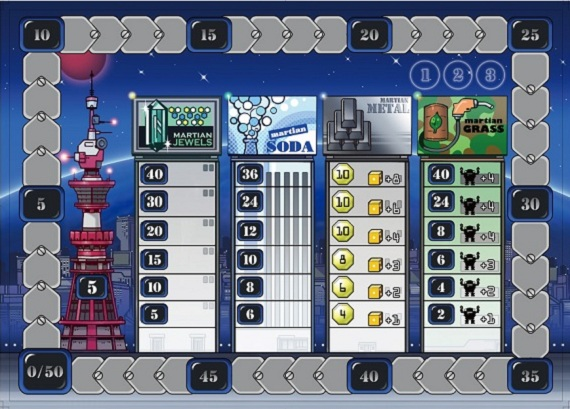 10
15
20
25
1 2 3
MARTIAN JEWELS
martian SODA
MARTIAN METAL
martian GRASS
40 36 10 +8 40 +4
30 24 10 +6 24 +4
5
30
20 12 10 +4 8 +4
15 10 8 +3 6 +3
5
10 8 6 +2 4 +2
5 6 4 +1 2 +1
0/50
45
40
35